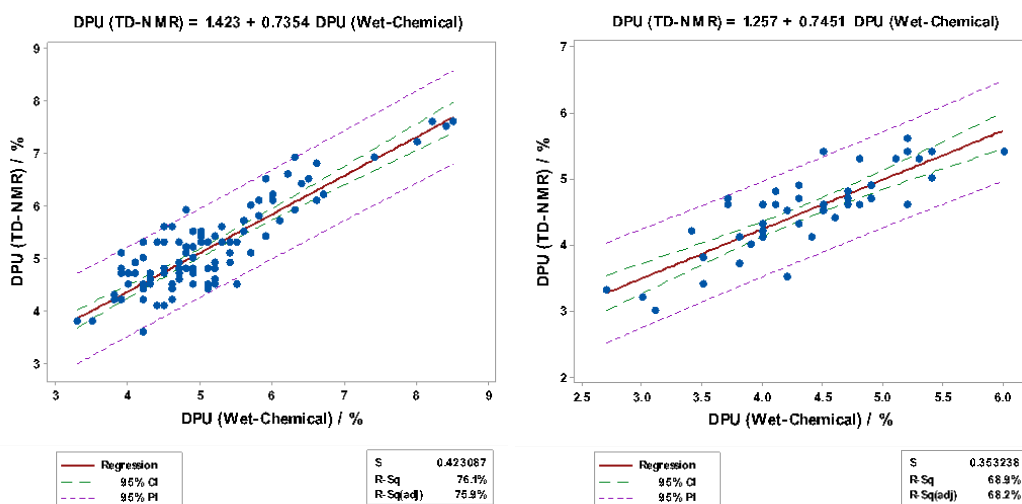 DPU (TD-NMR) = 1.423 + 0.7354 DPU (Wet-Chemical)
9
8
7
6
5
4
3
DPU (TD-NMR) / %
3 4 5 6 7 8 9
DPU (Wet-Chemical) / %
Regression
95% CI
95% PI
S 0.423087
R-Sq 76.1%
R-Sq(adj) 75.9%
DPU (TD-NMR) = 1.257 + 0.7451 DPU (Wet-Chemical)
7
6
5
4
3
2
DPU (TD-NMR) / %
2.5 3.0 3.5 4.0 4.5 5.0 5.5 6.0
DPU (Wet-Chemical) / %
Regression
95% CI
95% PI
S 0.353238
R-Sq 68.9%
R-Sq(adj) 68.2%